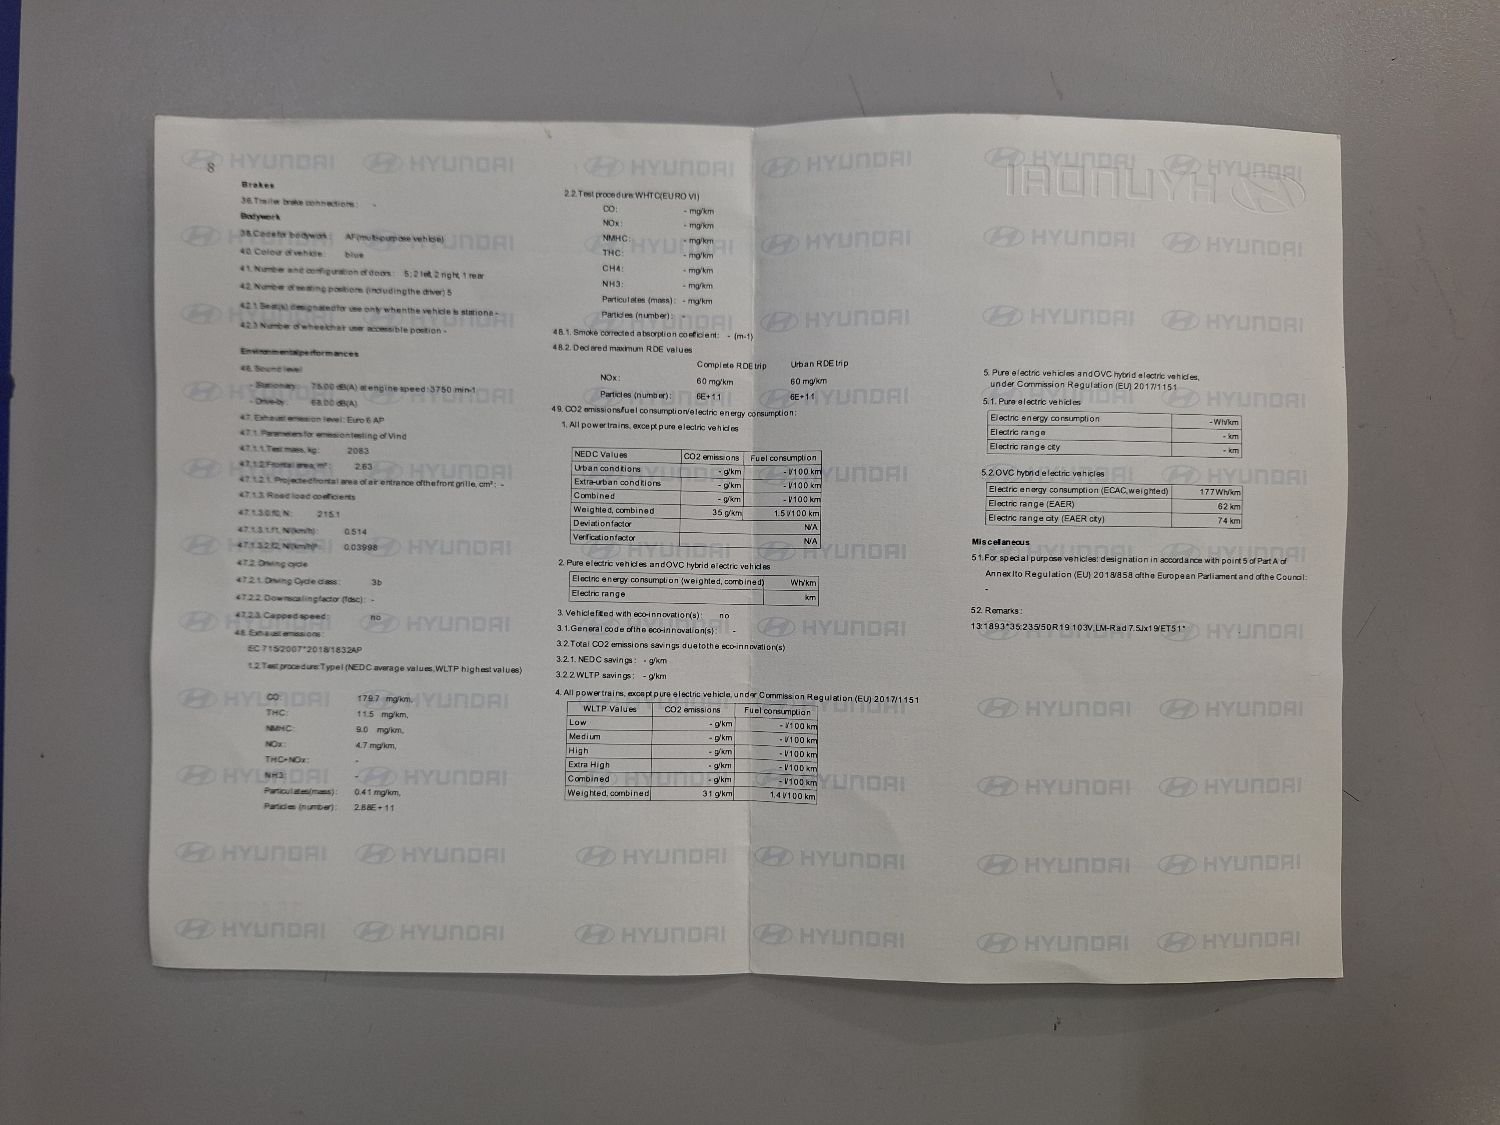 8
Brakes
36. Trailer brake connections: -
Bodywork
38. Code for bodywork AF (multi-purpose vehicle)
40. Colour of vehicle: blue
41. Number and configuration of doors: 5; 2 left, 2 right, 1 rear
42. Number of seating positions (including the driver) 5
42.1 Seat(s) designated for use only when the vehicle is stationa -
42.3 Number of wheelchair user accessible position -
Environmental performances
46. Sound level
- Stationary: 75.00 dB(A) at engine speed: 3750 min-1
- Drive-by: 68.00 dB(A)
47. Exhaust emission level: Euro 6 AP
47.1. Parameters for emission testing of Vind
47.1.1.Test mass, kg: 2083
47.1.2.Frontal area, m²: 2.63
47.1.2.1. Projected frontal area of air entrance of the front grille, cm²: -
47.1.3. Road load coefficients
47.1.3.0.f0, N: 215.1
47.1.3.1.f1, N/(km/h): 0.514
47.1.3.2.f2, N/(km/h)² 0.03998
47.2. Driving cycle
47.2.1. Driving Cycle class: 3b
47.2.2. Downscaling factor (fdsc): -
47.2.3. Capped speed: no
48. Exhaust emissions:
EC 715/2007*2018/1832AP
1.2.Test procedure:Type I (NEDC average values, WLTP highest values)
CO: 179.7 mg/km,
THC: 11.5 mg/km,
NMHC: 9.0 mg/km,
NOx: 4.7 mg/km,
THC+NOx: -
NH3: -
Particulates(mass): 0.41 mg/km,
Particles (number): 2.88E+11
2.2.Test procedure:WHTC(EURO VI)
CO: - mg/km
NOx: - mg/km
NMHC: - mg/km
THC: - mg/km
CH4: - mg/km
NH3: - mg/km
Particulates (mass): - mg/km
Particles (number): -
48.1. Smoke corrected absorption coefficient: - (m-1)
48.2. Declared maximum RDE values
Complete RDE trip Urban RDE trip
NOx: 60 mg/km 60 mg/km
Particles (number): 6E+11 6E+11
49. CO2 emissions/fuel consumption/electric energy consumption:
1. All powertrains, except pure electric vehicles
NEDC Values CO2 emissions Fuel consumption
Urban conditions - g/km - l/100 km
Extra-urban conditions - g/km - l/100 km
Combined - g/km - l/100 km
Weighted, combined 35 g/km 1.5 l/100 km
Deviation factor N/A
Verification factor N/A
2. Pure electric vehicles and OVC hybrid electric vehicles
Electric energy consumption (weighted, combined) Wh/km
Electric range km
3. Vehicle fitted with eco-innovation(s): no
3.1.General code of the eco-innovation(s): -
3.2.Total CO2 emissions savings due to the eco-innovation(s)
3.2.1. NEDC savings: - g/km
3.2.2.WLTP savings: - g/km
4. All powertrains, except pure electric vehicle, under Commission Regulation (EU) 2017/1151
WLTP Values CO2 emissions Fuel consumption
Low - g/km - l/100 km
Medium - g/km - l/100 km
High - g/km - l/100 km
Extra High - g/km - l/100 km
Combined - g/km - l/100 km
Weighted, combined 31 g/km 1.4 l/100 km
5. Pure electric vehicles and OVC hybrid electric vehicles,
under Commission Regulation (EU) 2017/1151
5.1. Pure electric vehicles
Electric energy consumption - Wh/km
Electric range - km
Electric range city - km
5.2.OVC hybrid electric vehicles
Electric energy consumption (ECAC,weighted) 177 Wh/km
Electric range (EAER) 62 km
Electric range city (EAER city) 74 km
Miscellaneous
51.For special purpose vehicles: designation in accordance with point 5 of Part A of
Annex I to Regulation (EU) 2018/858 of the European Parliament and of the Council:
-
52. Remarks:
13:1893*35:235/50R19 103V,LM-Rad 7.5Jx19/ET51*